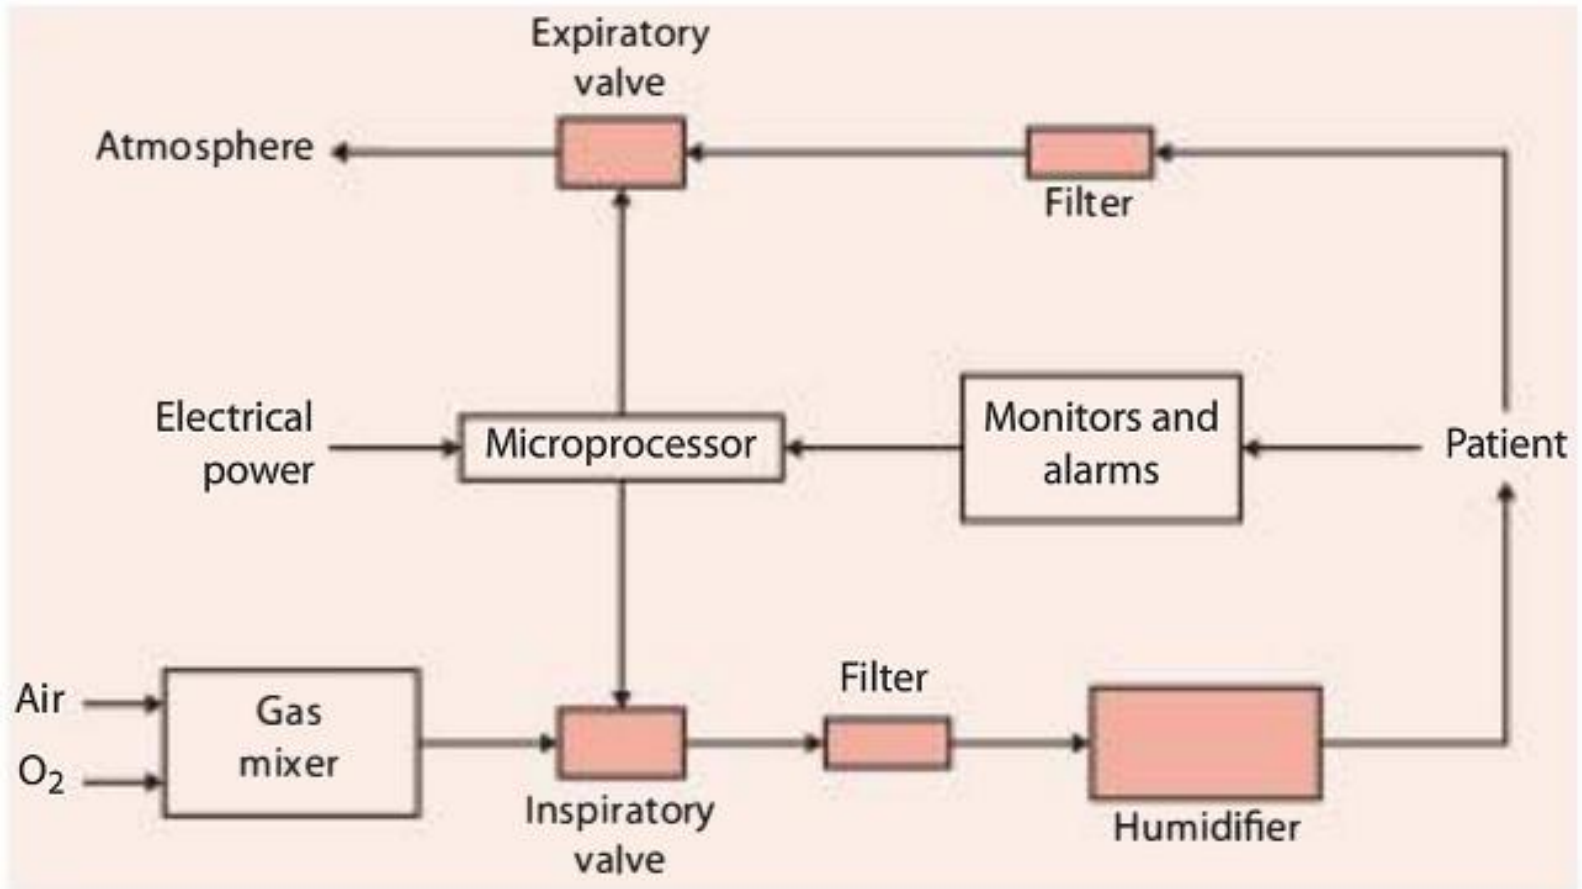 Expiratory
valve
Atmosphere
Filter
Electrical
power
Microprocessor
Monitors and
alarms
Patient
Air
O₂
Gas
mixer
Inspiratory
valve
Filter
Humidifier